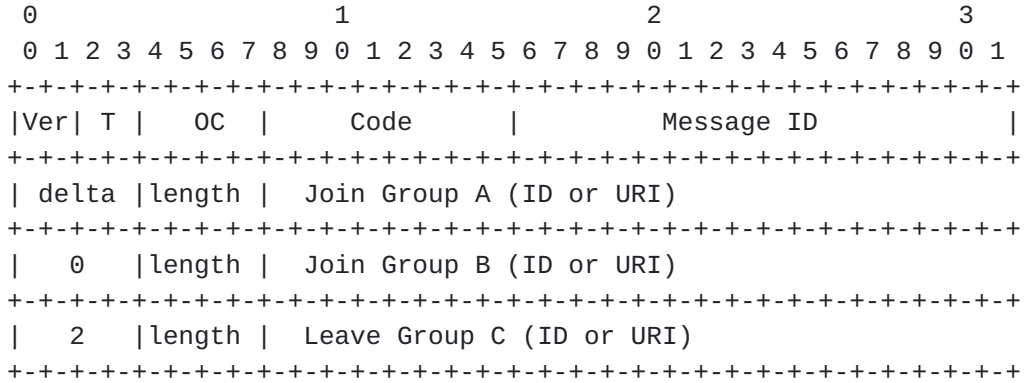 0                   1                   2                   3
 0 1 2 3 4 5 6 7 8 9 0 1 2 3 4 5 6 7 8 9 0 1 2 3 4 5 6 7 8 9 0 1
+-+-+-+-+-+-+-+-+-+-+-+-+-+-+-+-+-+-+-+-+-+-+-+-+-+-+-+-+-+-+-+-+
|Ver| T |   OC  |     Code      |         Message ID            |
+-+-+-+-+-+-+-+-+-+-+-+-+-+-+-+-+-+-+-+-+-+-+-+-+-+-+-+-+-+-+-+-+
| delta |length |  Join Group A (ID or URI)
+-+-+-+-+-+-+-+-+-+-+-+-+-+-+-+-+-+-+-+-+-+-+-+-+-+-+-+-+-+-+-+-+
|   0   |length |  Join Group B (ID or URI)
+-+-+-+-+-+-+-+-+-+-+-+-+-+-+-+-+-+-+-+-+-+-+-+-+-+-+-+-+-+-+-+-+
|   2   |length |  Leave Group C (ID or URI)
+-+-+-+-+-+-+-+-+-+-+-+-+-+-+-+-+-+-+-+-+-+-+-+-+-+-+-+-+-+-+-+-+